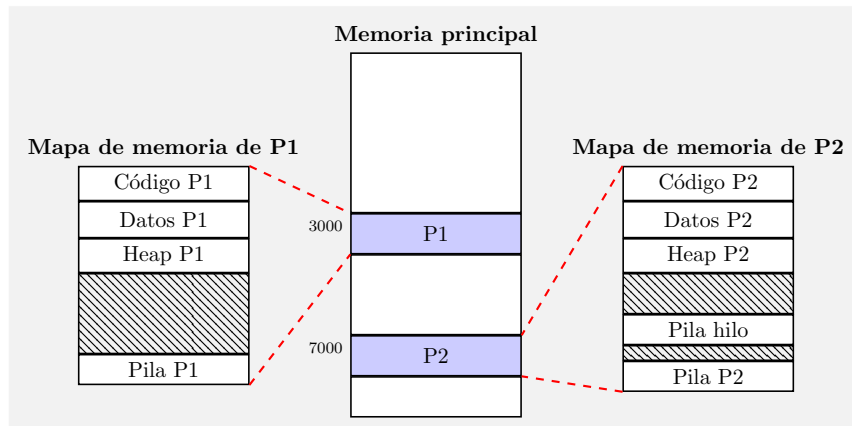 Memoria principal
Mapa de memoria de P1
Código P1
Datos P1
Heap P1
Pila P1
3000
P1
7000
P2
Mapa de memoria de P2
Código P2
Datos P2
Heap P2
Pila hilo
Pila P2